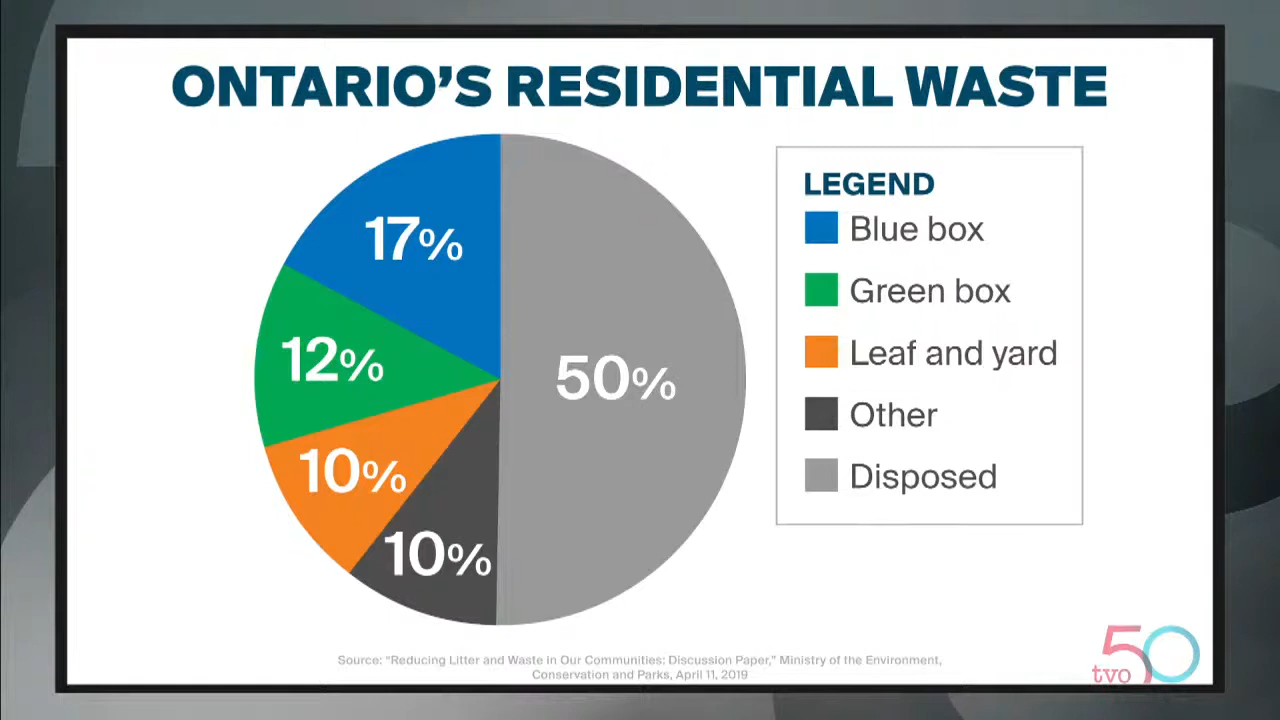 ONTARIO'S RESIDENTIAL WASTE
17%
12%
50%
10%
10%
LEGEND
Blue box
Green box
Leaf and yard
Other
Disposed
Source: “Reducing Litter and Waste in Our Communities: Discussion Paper,” Ministry of the Environment,
Conservation and Parks, April 11, 2019
tvo 50